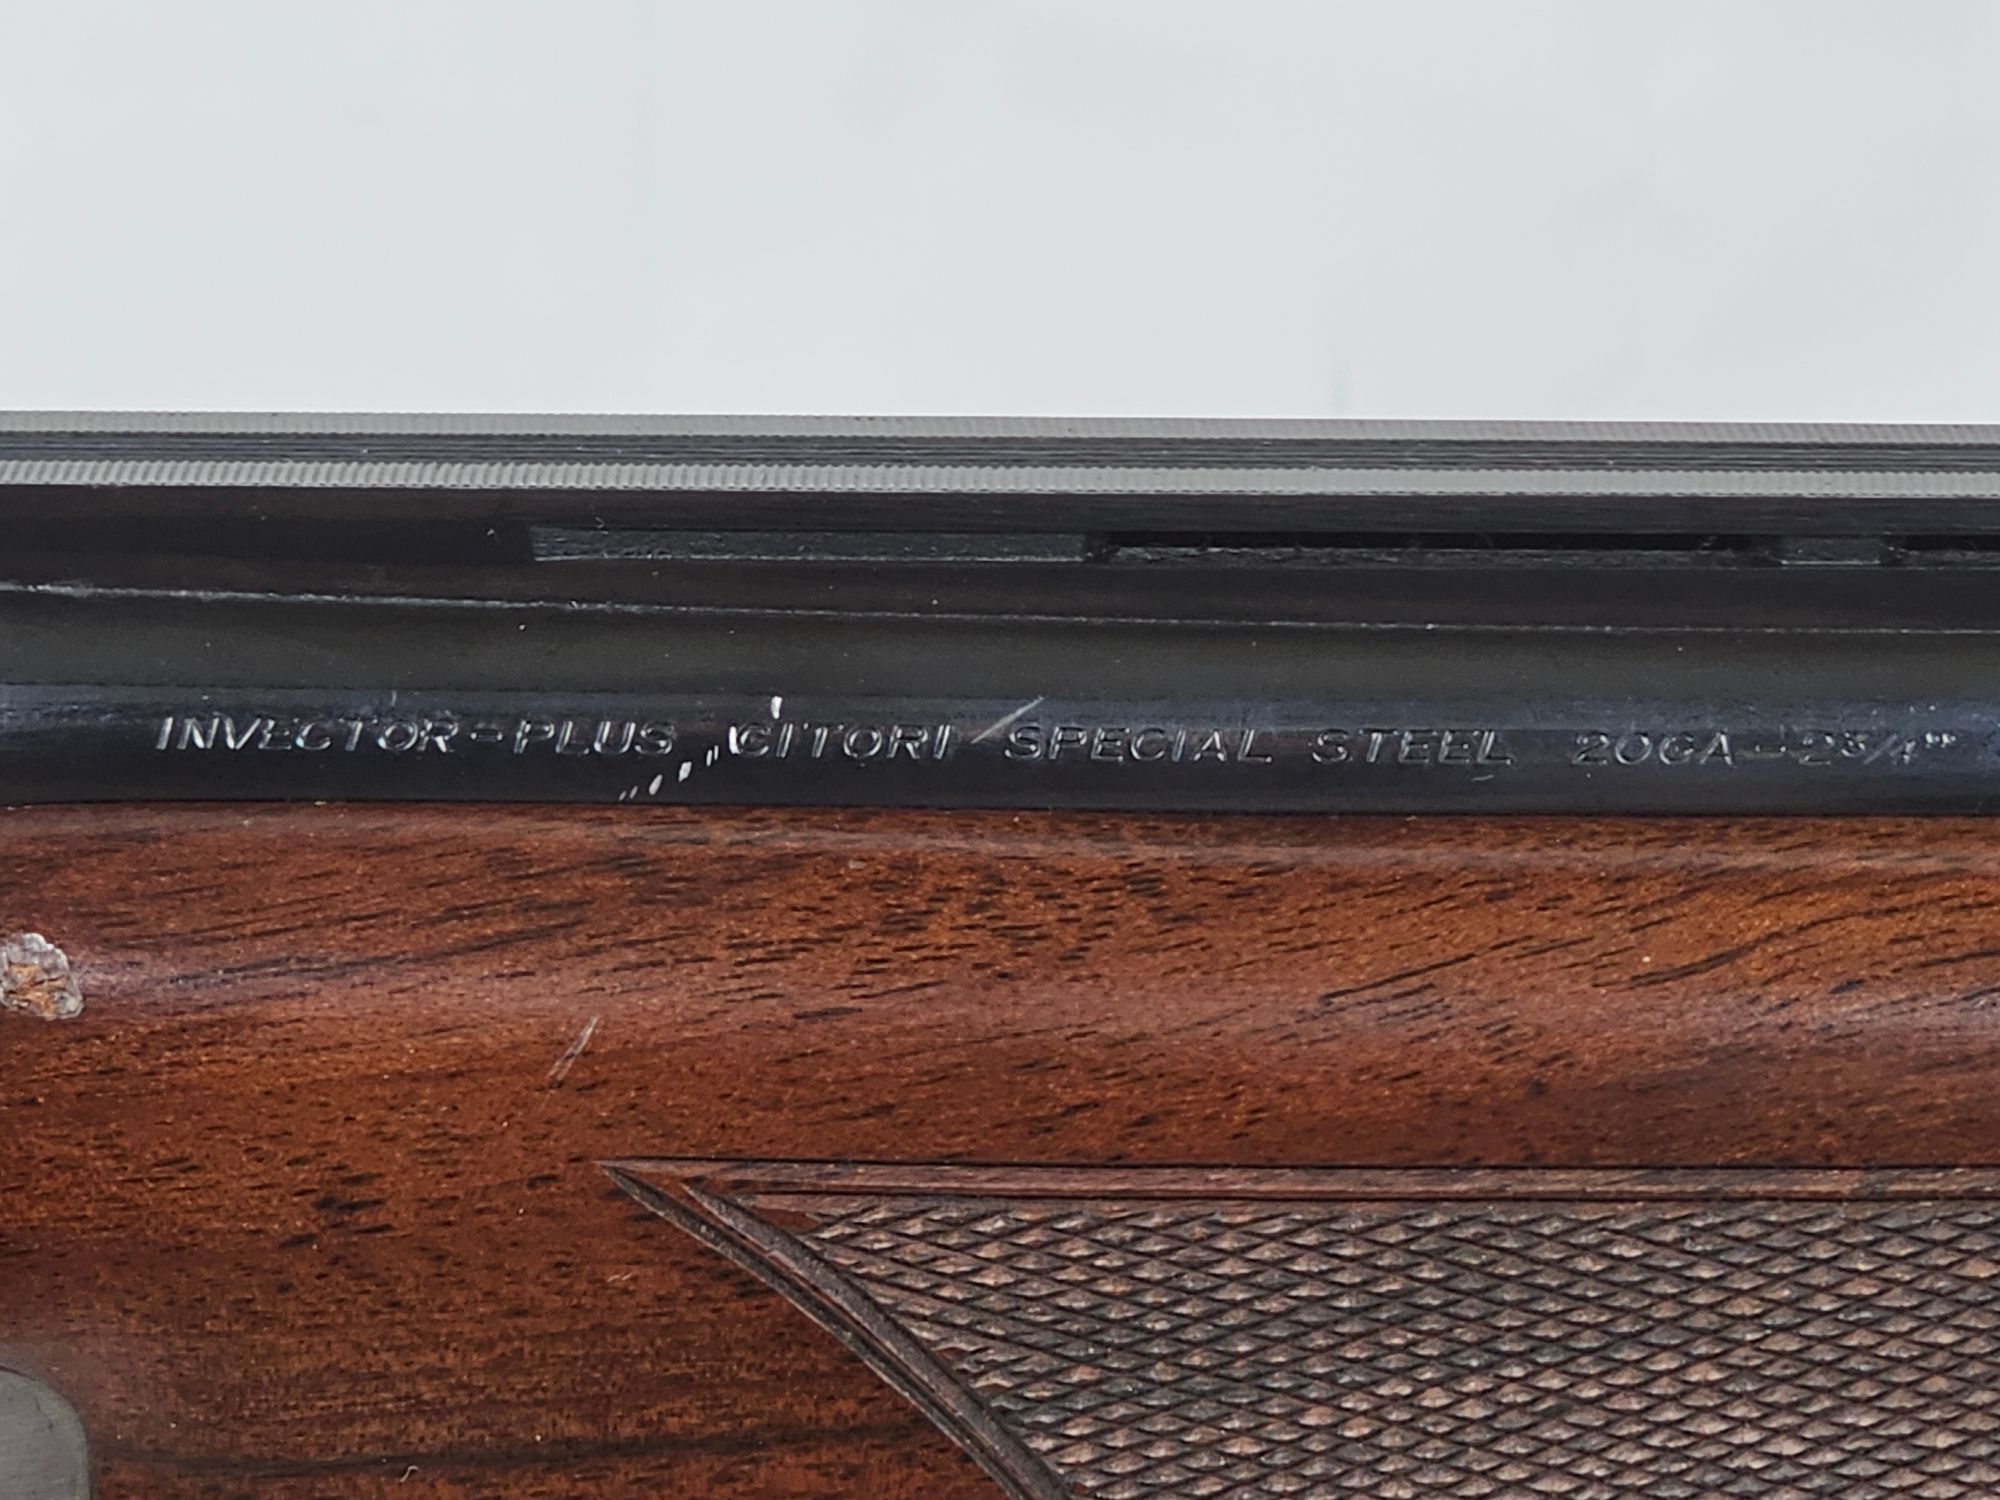 INVECTOR-PLUS CITORI SPECIAL STEEL 20GA-2¾"